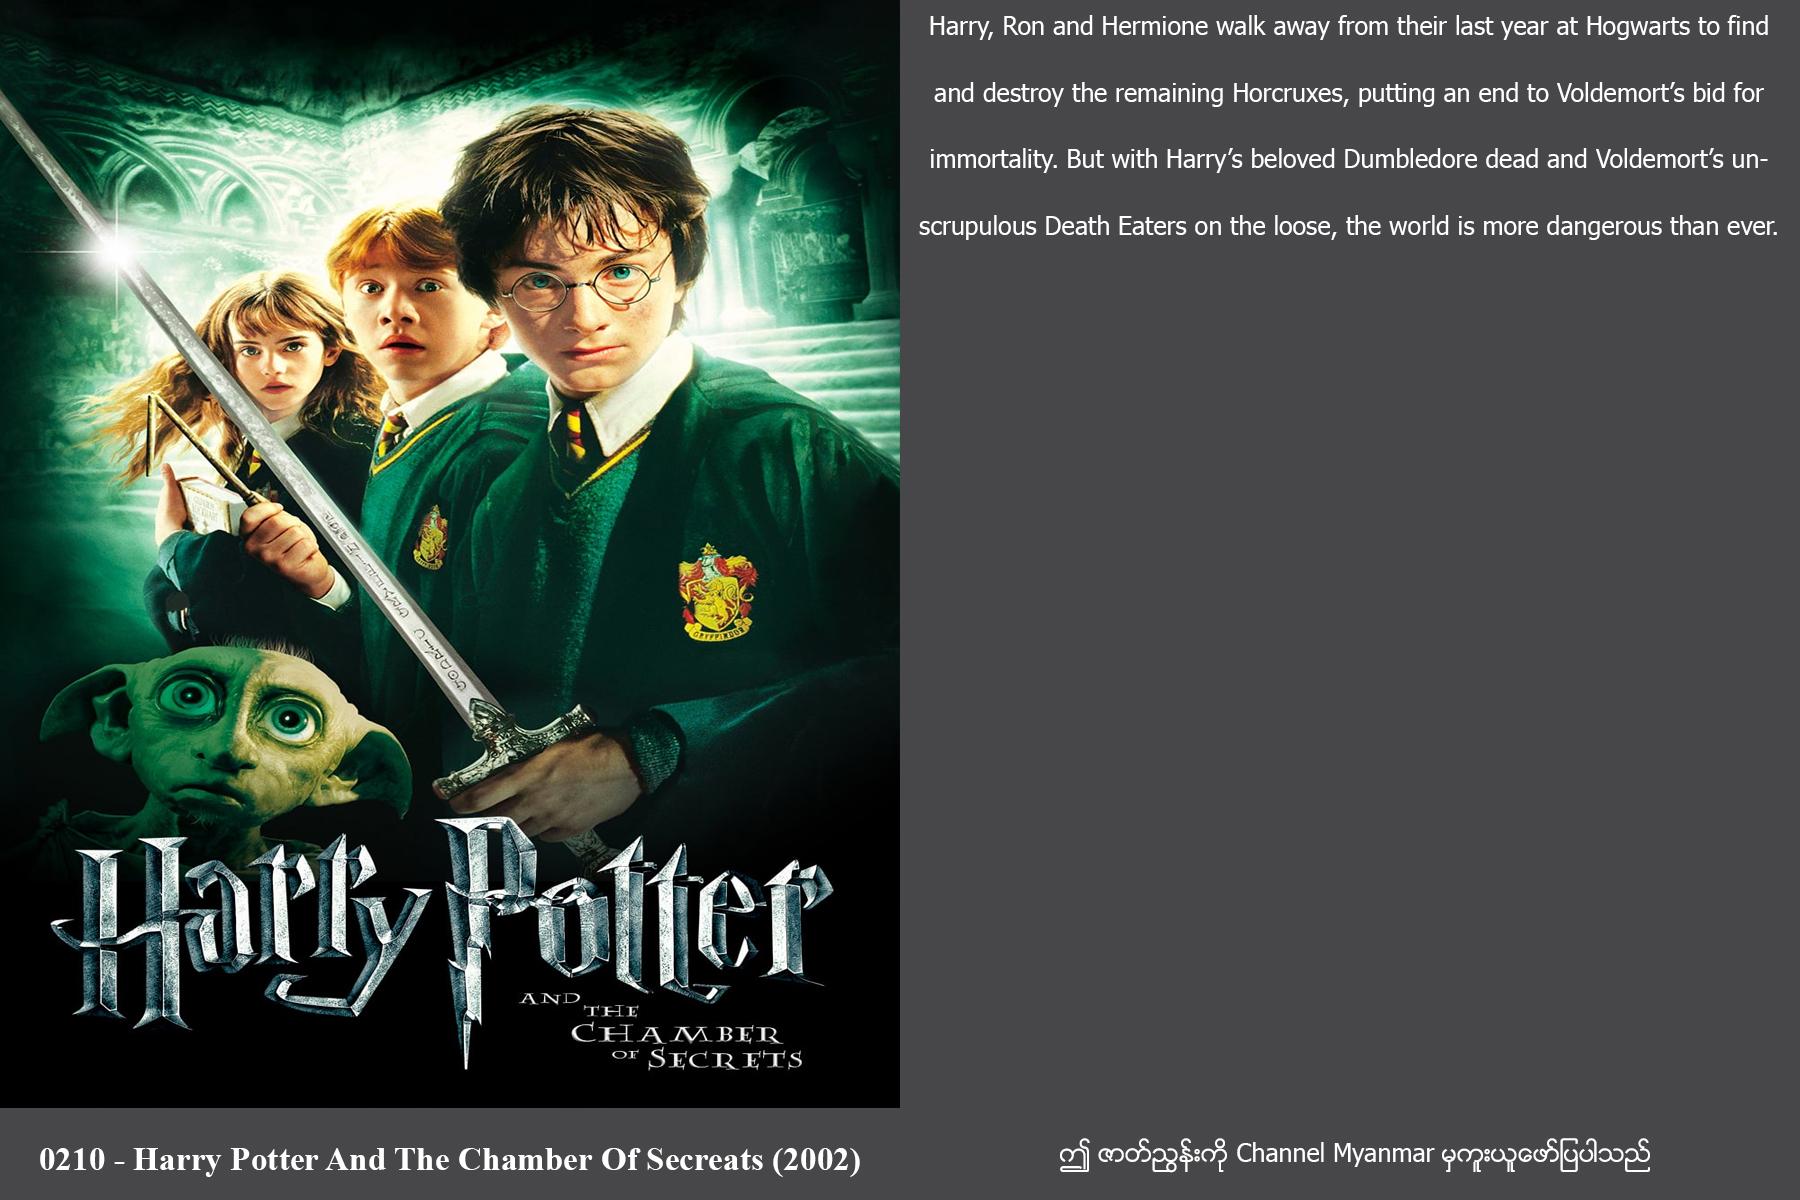 Harry, Ron and Hermione walk away from their last year at Hogwarts to find
and destroy the remaining Horcruxes, putting an end to Voldemort’s bid for
immortality. But with Harry’s beloved Dumbledore dead and Voldemort’s un-
scrupulous Death Eaters on the loose, the world is more dangerous than ever.
GRYFFINDOR
Harry Potter
AND
THE
CHAMBER
OF SECRETS
0210 - Harry Potter And The Chamber Of Secreats (2002)
ဤ ဇာတ်ညွှန်းကို Channel Myanmar မှကူးယူဖော်ပြပါသည်